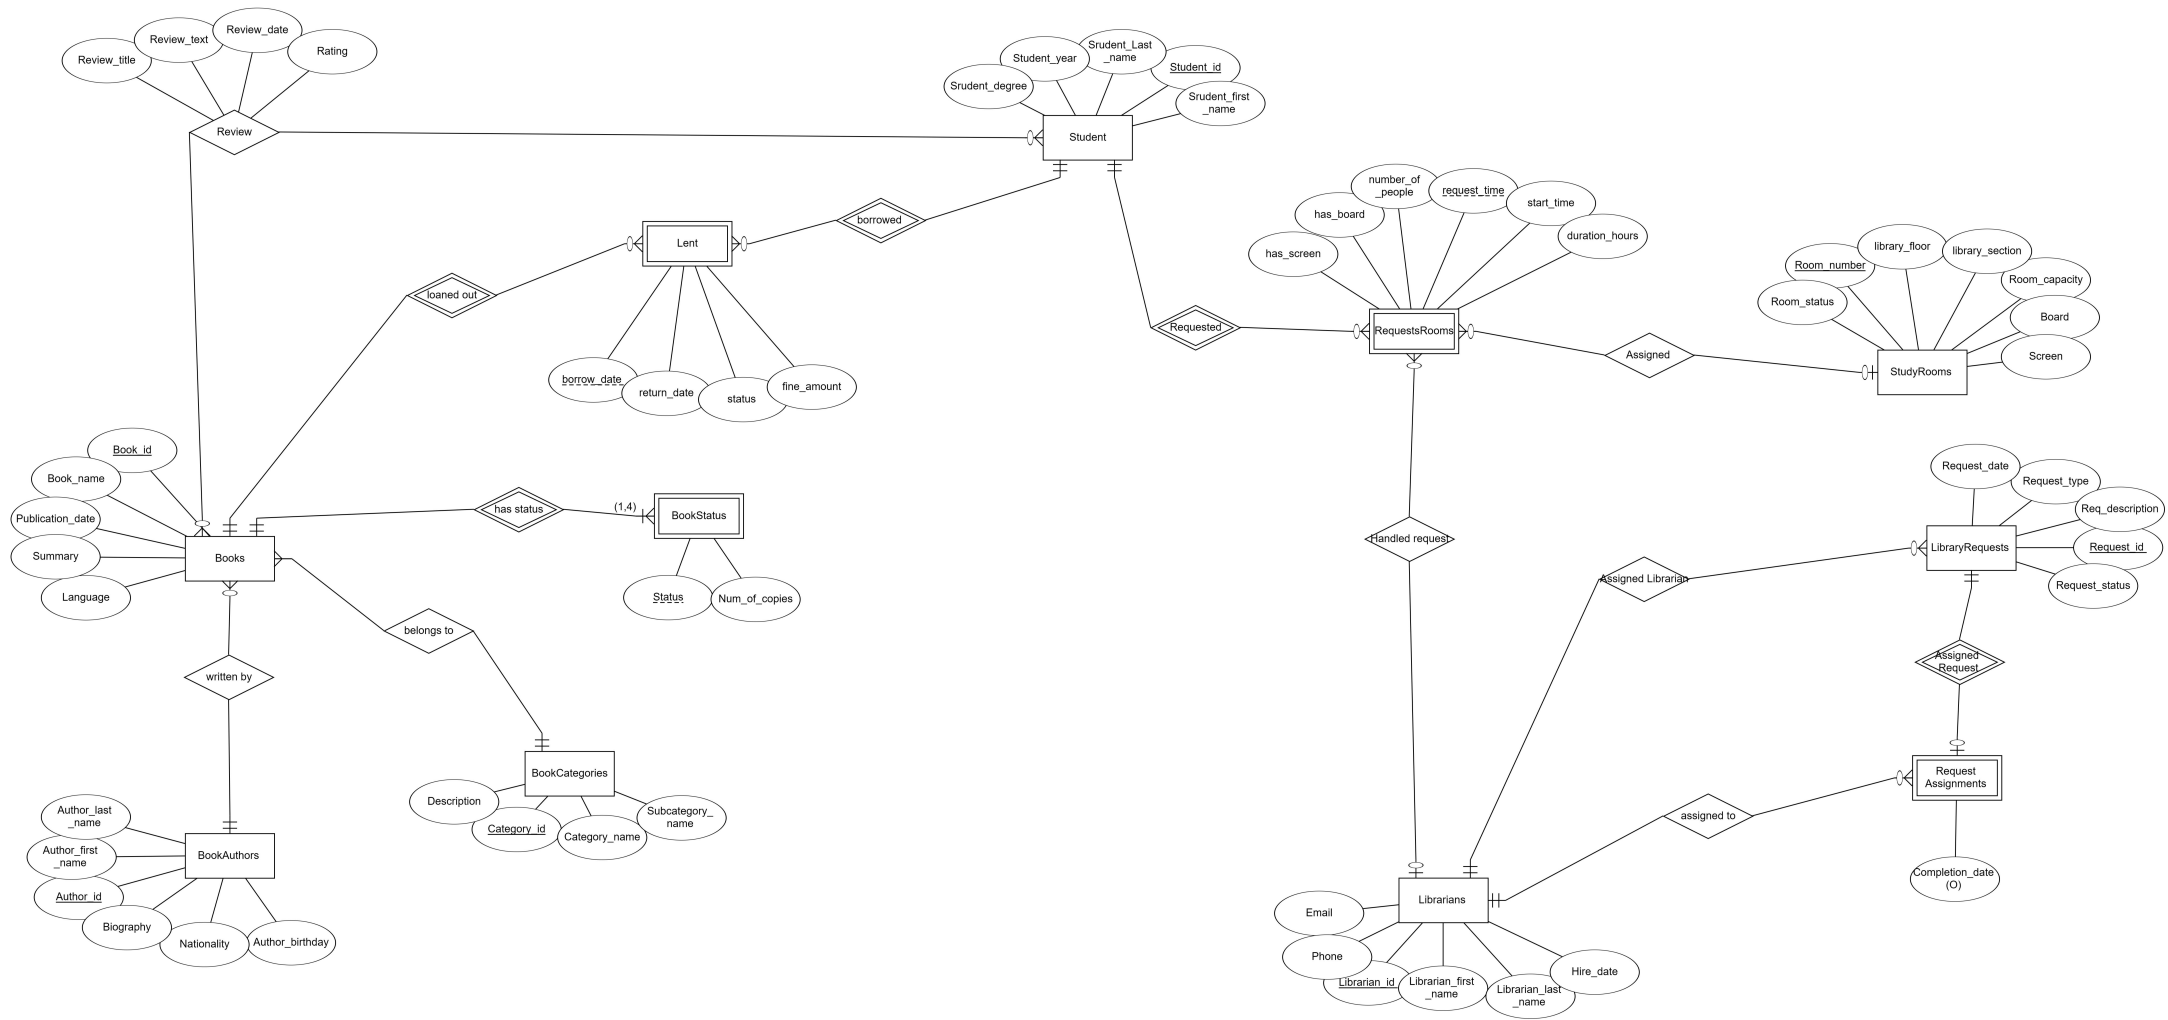 Review_title
Review_text
Review_date
Rating
Review
Srudent_degree
Student_year
Srudent_Last
_name
Student_id
Srudent_first
_name
Student
borrowed
Lent
loaned out
borrow_date
return_date
status
fine_amount
Requested
has_screen
has_board
number_of
_people
request_time
start_time
duration_hours
RequestsRooms
Assigned
Room_status
Room_number
library_floor
library_section
Room_capacity
Board
Screen
StudyRooms
Book_id
Book_name
Publication_date
Summary
Language
Books
has status
(1,4)
BookStatus
Status
Num_of_copies
belongs to
written by
BookCategories
Description
Category_id
Category_name
Subcategory_
name
Author_last
_name
Author_first
_name
Author_id
Biography
Nationality
Author_birthday
BookAuthors
Handled request
Assigned Librarian
Request_date
Request_type
Req_description
Request_id
Request_status
LibraryRequests
Assigned
Request
Request
Assignments
assigned to
Completion_date
(O)
Librarians
Email
Phone
Librarian_id
Librarian_first
_name
Librarian_last
_name
Hire_date